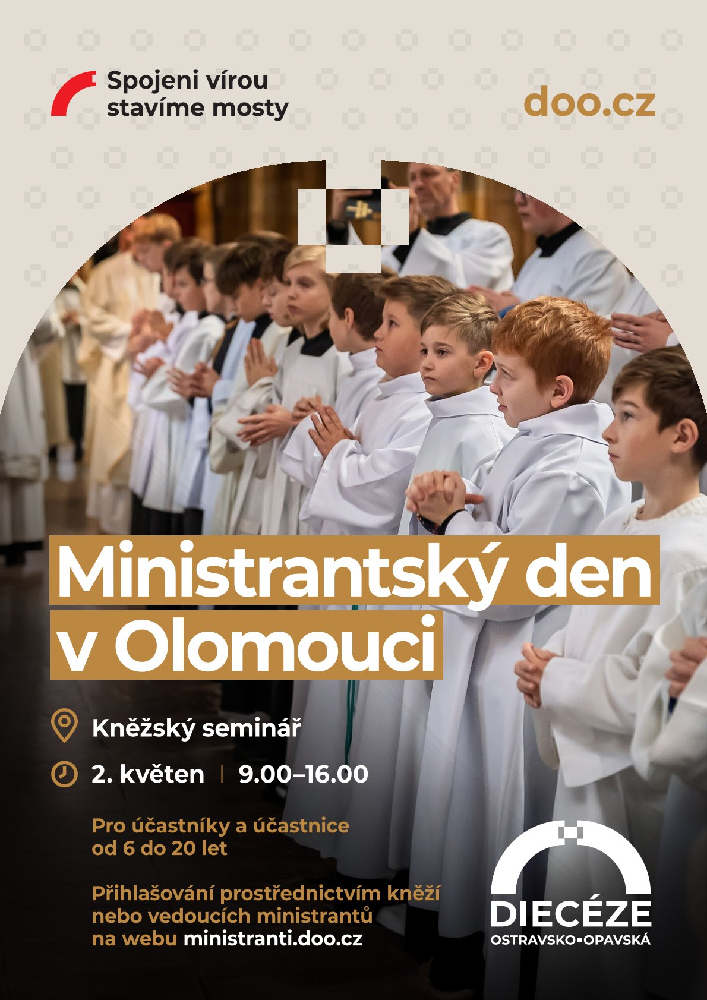 Spojeni vírou
stavíme mosty
doo.cz
Ministrantský den
v Olomouci
Kněžský seminář
2. květen | 9.00–16.00
Pro účastníky a účastnice
od 6 do 20 let
Přihlašování prostřednictvím kněží
nebo vedoucích ministrantů
na webu ministranti.doo.cz
DIECÉZE
OSTRAVSKO▪OPAVSKÁ